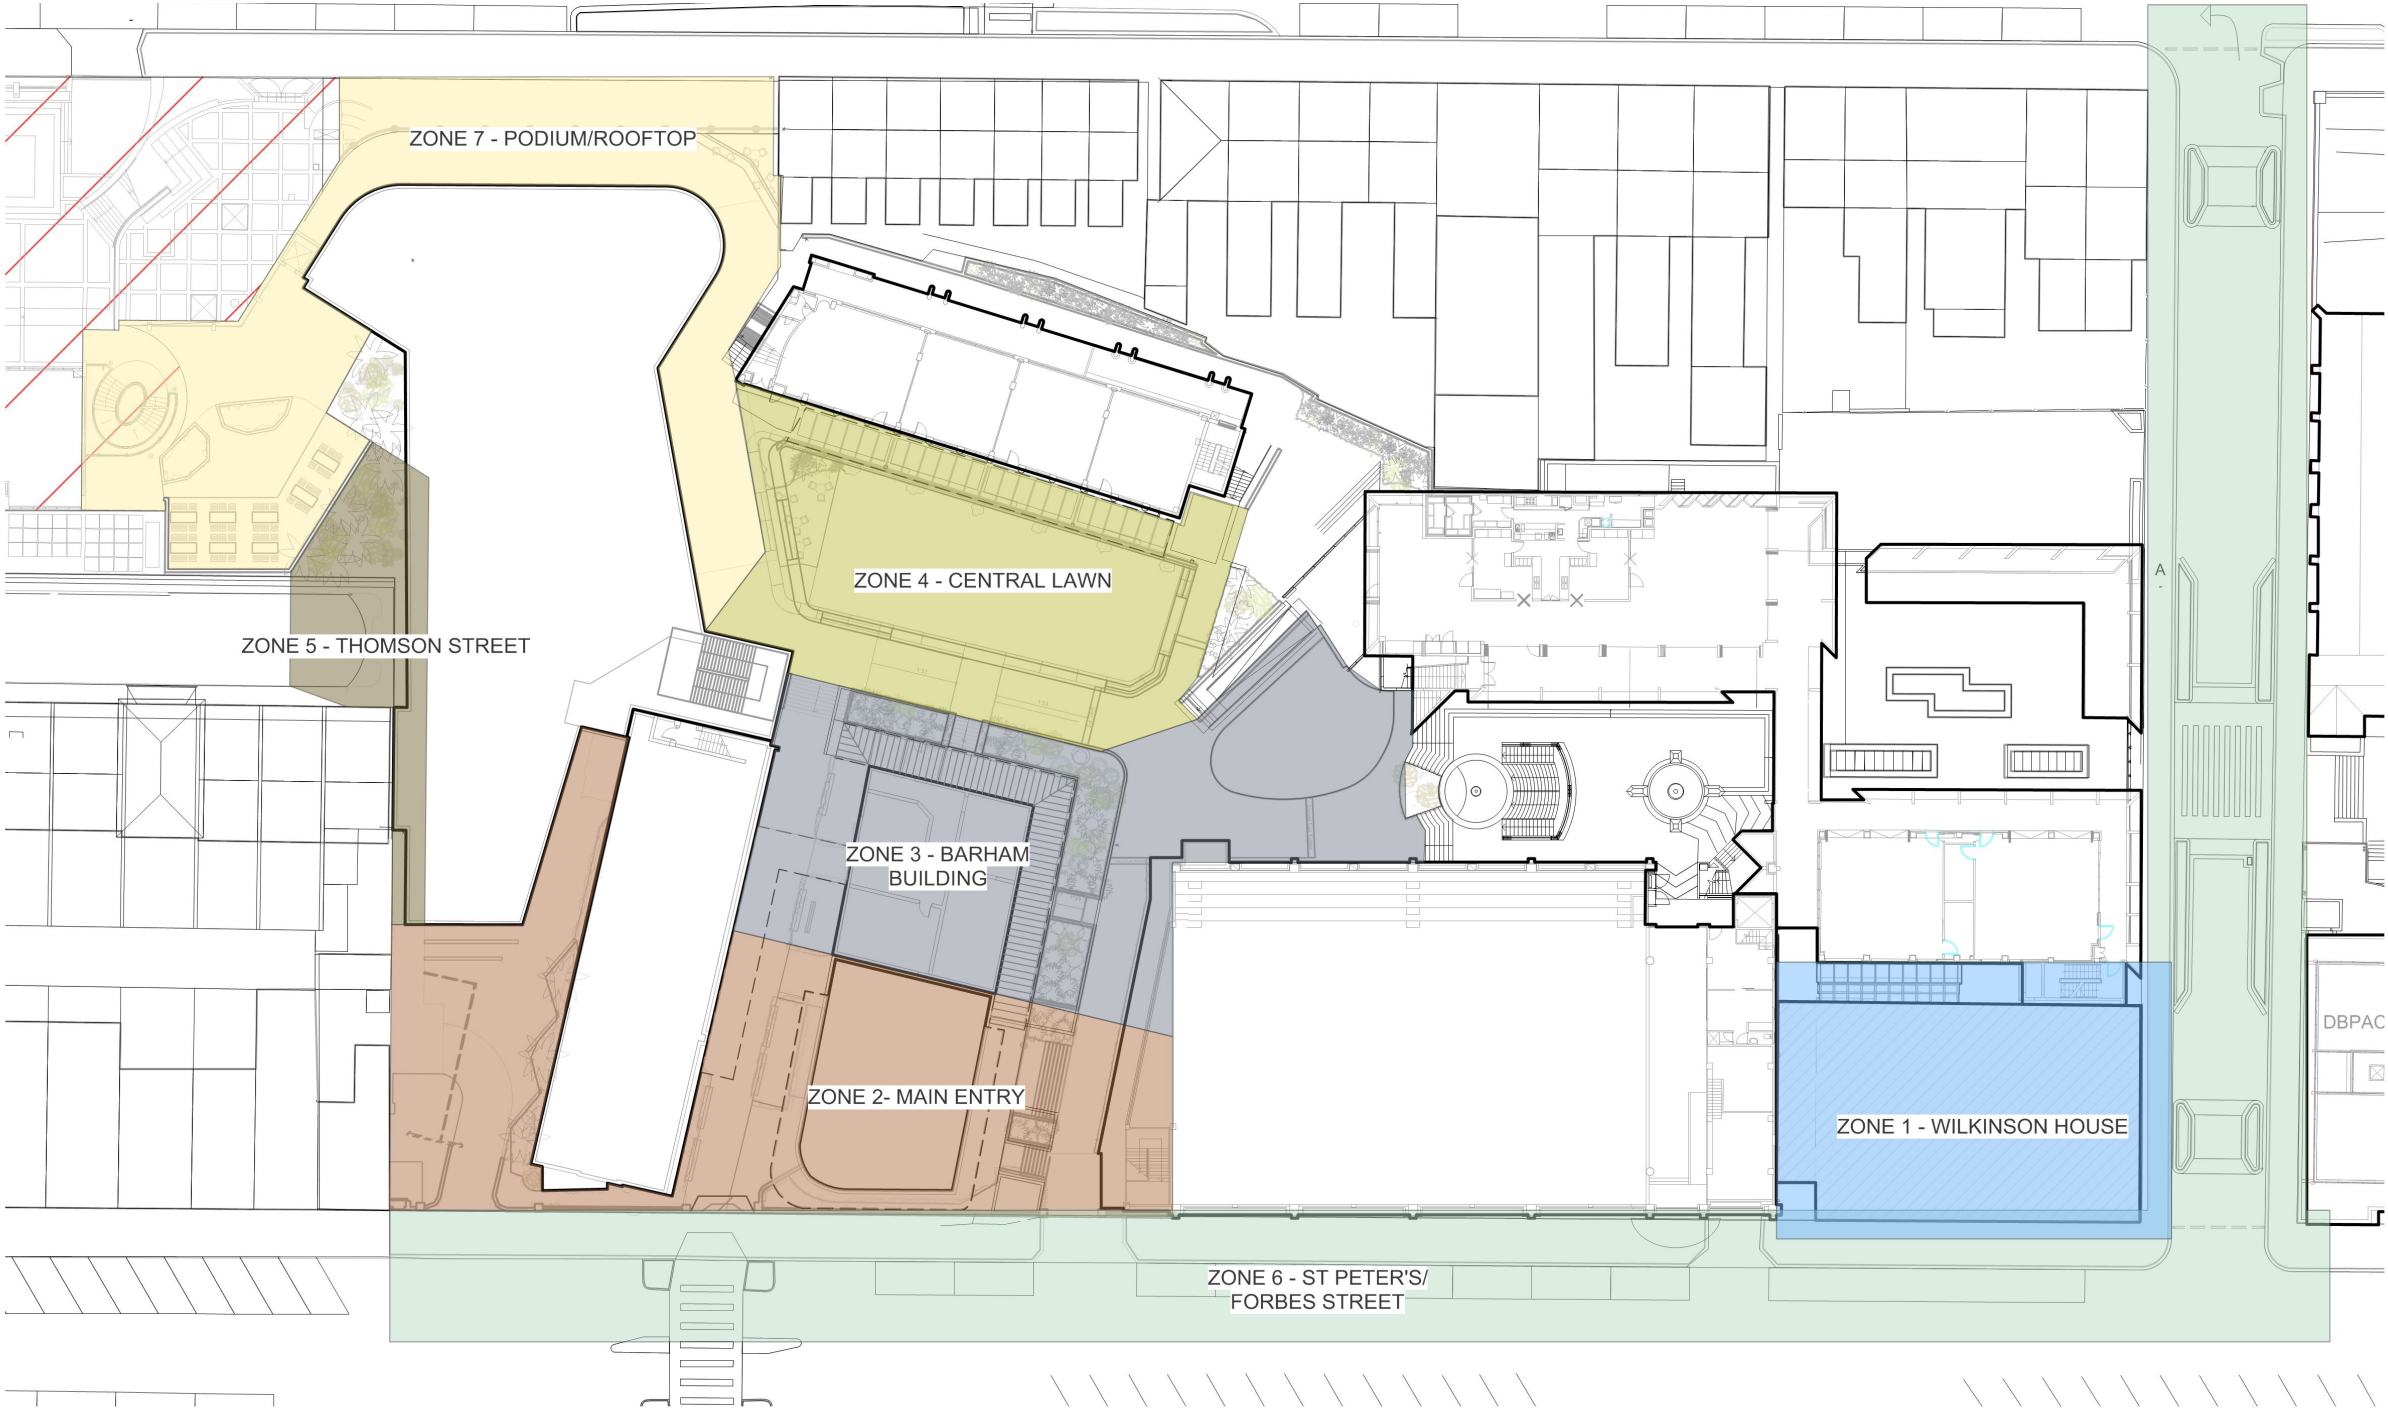 ZONE 7 - PODIUM/ROOFTOP
ZONE 4 - CENTRAL LAWN
A
ZONE 5 - THOMSON STREET
ZONE 3 - BARHAM
BUILDING
DBPAC
ZONE 2- MAIN ENTRY
ZONE 1 - WILKINSON HOUSE
ZONE 6 - ST PETER'S/
FORBES STREET